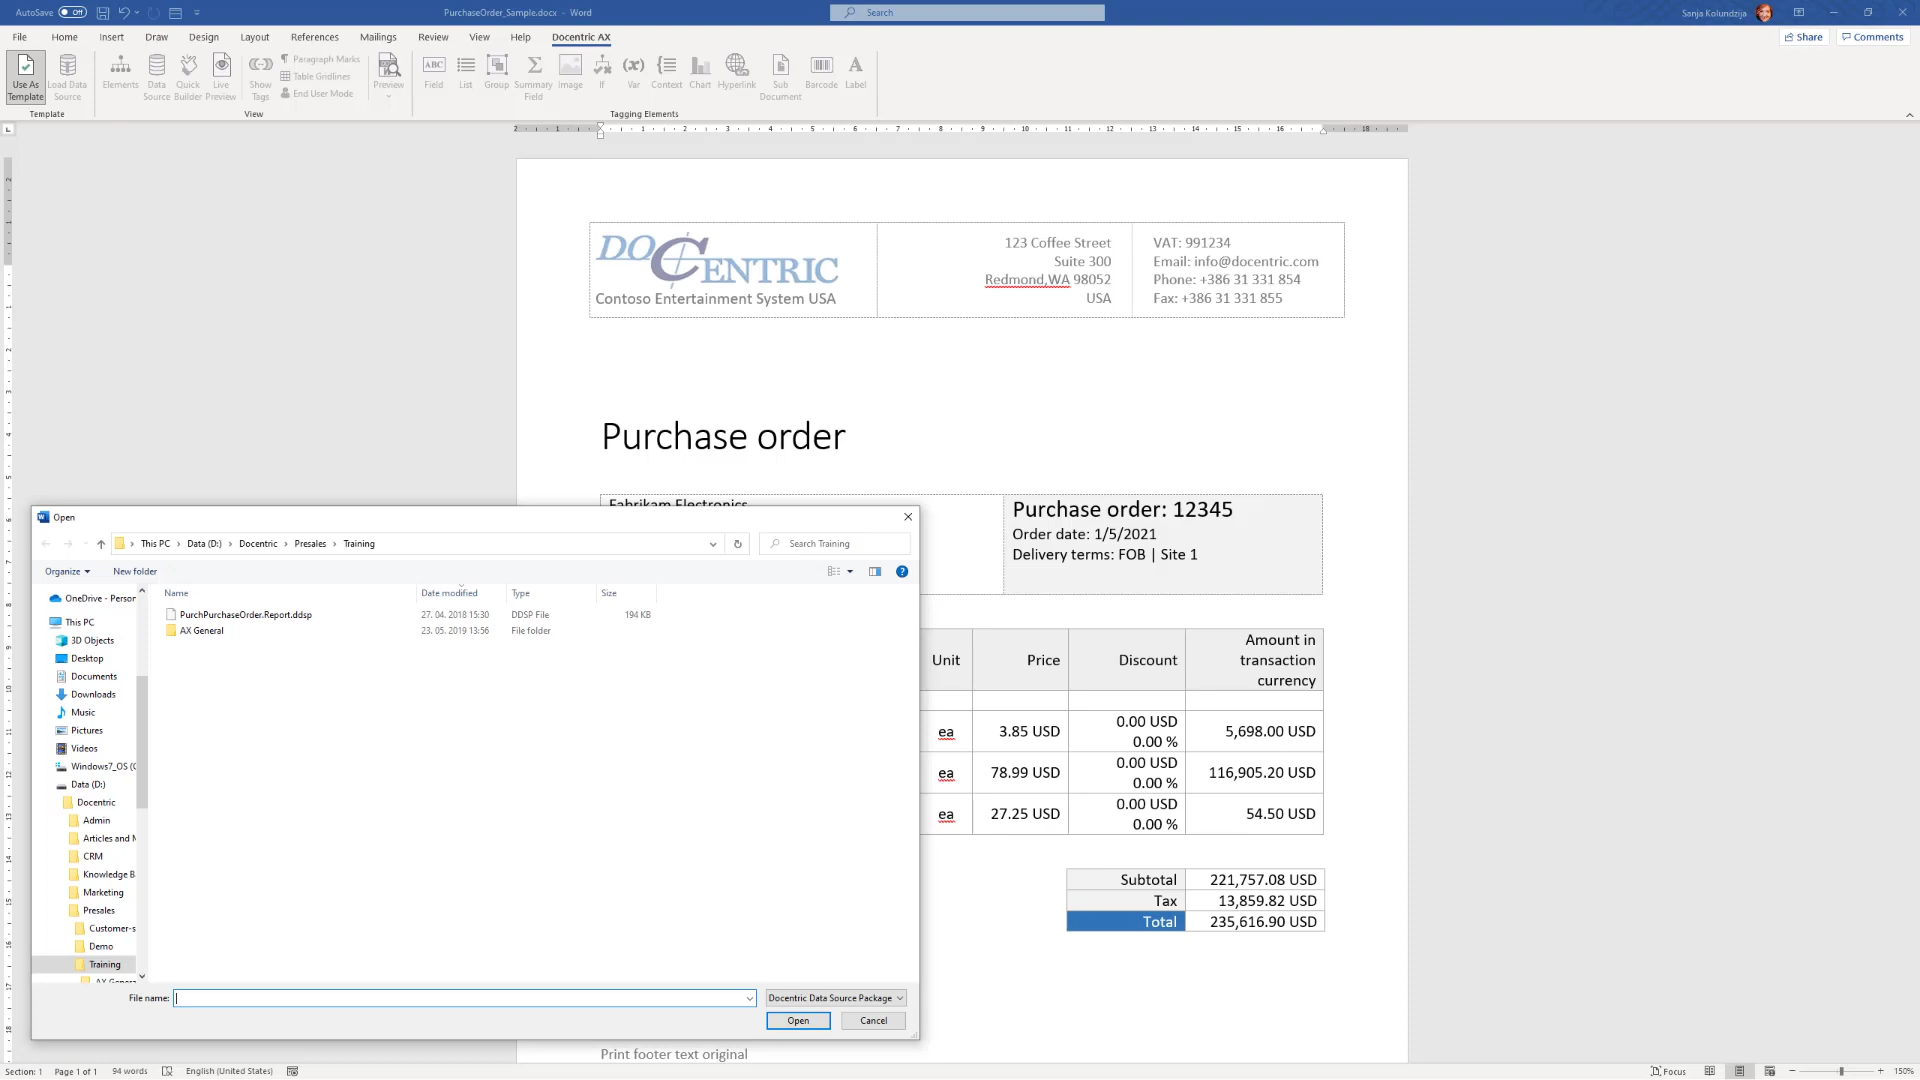 AutoSave Off
PurchaseOrder_Sample.docx - Word
Search
Sanja Kolundzija
File Home Insert Draw Design Layout References Mailings Review View Help Docentric AX
Share Comments
Use As Template
Load Data Source
Template
Elements
Data Source
Quick Builder
Live Preview
Show Tags
Paragraph Marks
Table Gridlines
End User Mode
View
Preview
Field
List
Group
Summary Field
Image
If
Var
Context
Chart
Hyperlink
Sub Document
Barcode
Label
Tagging Elements
DOCENTRIC
Contoso Entertainment System USA
123 Coffee Street
Suite 300
Redmond,WA 98052
USA
VAT: 991234
Email: info@docentric.com
Phone: +386 31 331 854
Fax: +386 31 331 855
Purchase order
Fabrikam Electronics
Purchase order: 12345
Order date: 1/5/2021
Delivery terms: FOB | Site 1
Unit Price Discount Amount in transaction currency
ea 3.85 USD 0.00 USD 0.00 % 5,698.00 USD
ea 78.99 USD 0.00 USD 0.00 % 116,905.20 USD
ea 27.25 USD 0.00 USD 0.00 % 54.50 USD
Subtotal 221,757.08 USD
Tax 13,859.82 USD
Total 235,616.90 USD
Print footer text original
Open
This PC > Data (D:) > Docentric > Presales > Training
Search Training
Organize New folder
Name Date modified Type Size
PurchPurchaseOrder.Report.ddsp 27. 04. 2018 15:30 DDSP File 194 KB
AX General 23. 05. 2019 13:56 File folder
OneDrive - Person
This PC
3D Objects
Desktop
Documents
Downloads
Music
Pictures
Videos
Windows7_OS (C
Data (D:)
Docentric
Admin
Articles and M
CRM
Knowledge B
Marketing
Presales
Customer-s
Demo
Training
AX Genera
File name:
Docentric Data Source Package
Open Cancel
Section: 1 Page 1 of 1 94 words English (United States)
Focus
150%